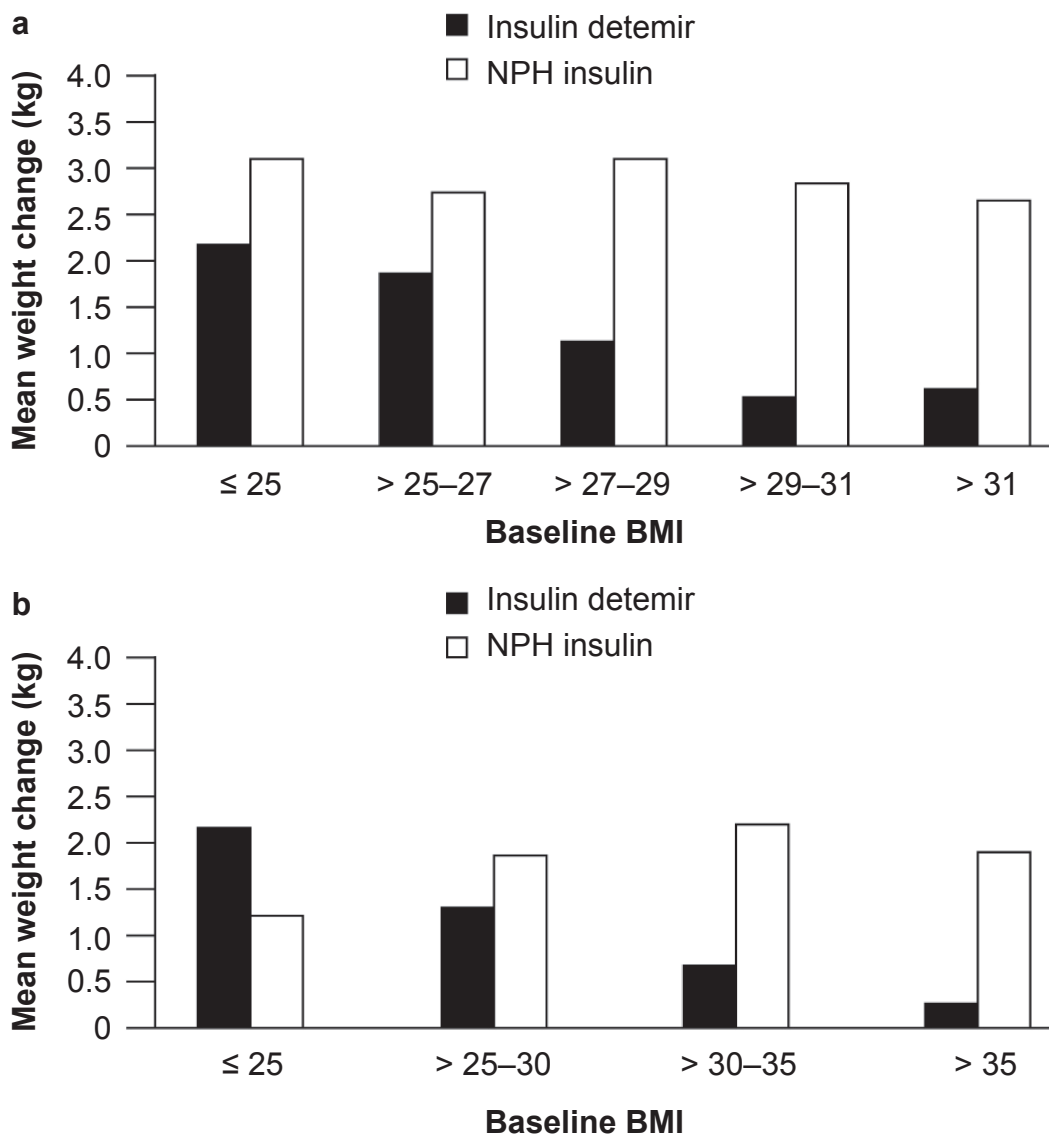 a
Insulin detemir
NPH insulin
Mean weight change (kg)
4.0
3.5
3.0
2.5
2.0
1.5
1.0
0.5
0
≤ 25 > 25–27 > 27–29 > 29–31 > 31
Baseline BMI
b
Insulin detemir
NPH insulin
Mean weight change (kg)
4.0
3.5
3.0
2.5
2.0
1.5
1.0
0.5
0
≤ 25 > 25–30 > 30–35 > 35
Baseline BMI